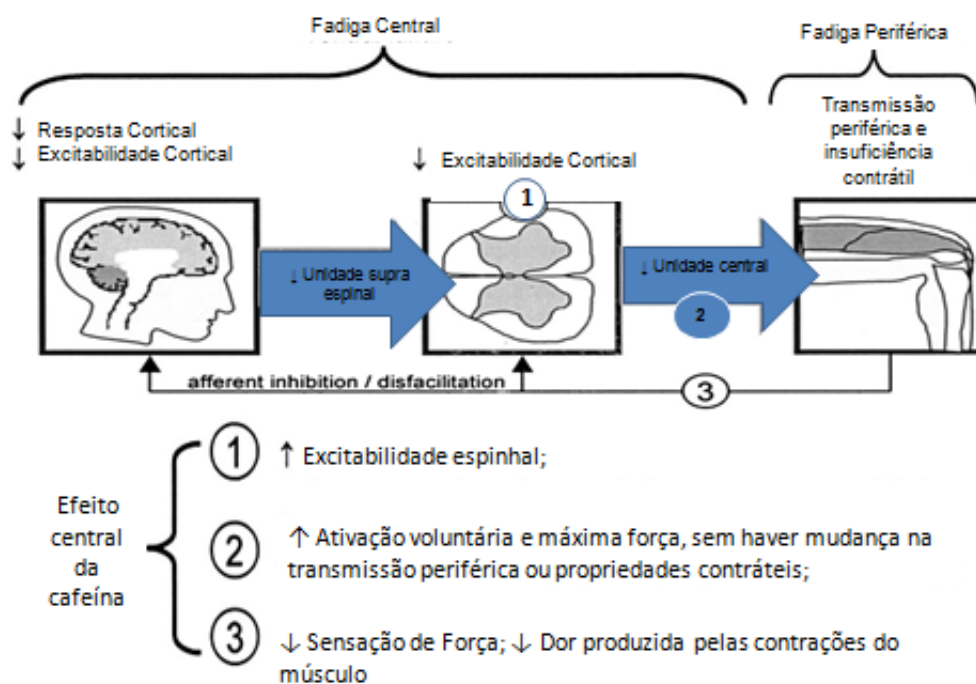 Fadiga Central
Fadiga Periférica
↓ Resposta Cortical
↓ Excitabilidade Cortical
↓ Excitabilidade Cortical
Transmissão
periférica e
insuficiência
contrátil
1
↓ Unidade supra
espinal
↓ Unidade central
2
afferent inhibition / disfacilitation
3
Efeito
central
da
cafeína
1 ↑ Excitabilidade espinhal;
2 ↑ Ativação voluntária e máxima força, sem haver mudança na
transmissão periférica ou propriedades contráteis;
3 ↓ Sensação de Força; ↓ Dor produzida pelas contrações do
músculo